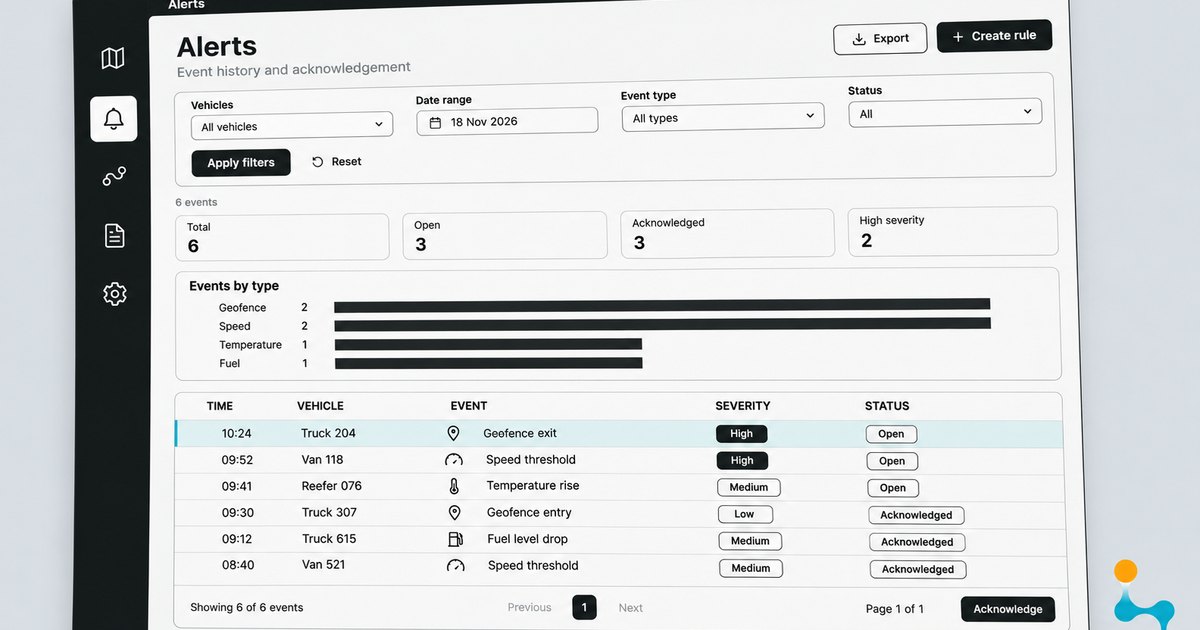 Alerts
Alerts
Event history and acknowledgement
Export
+ Create rule
Vehicles
All vehicles
Date range
18 Nov 2026
Event type
All types
Status
All
Apply filters
Reset
6 events
Total
6
Open
3
Acknowledged
3
High severity
2
Events by type
Geofence 2
Speed 2
Temperature 1
Fuel 1
TIME VEHICLE EVENT SEVERITY STATUS
10:24 Truck 204 Geofence exit High Open
09:52 Van 118 Speed threshold High Open
09:41 Reefer 076 Temperature rise Medium Open
09:30 Truck 307 Geofence entry Low Acknowledged
09:12 Truck 615 Fuel level drop Medium Acknowledged
08:40 Van 521 Speed threshold Medium Acknowledged
Showing 6 of 6 events Previous 1 Next Page 1 of 1 Acknowledge